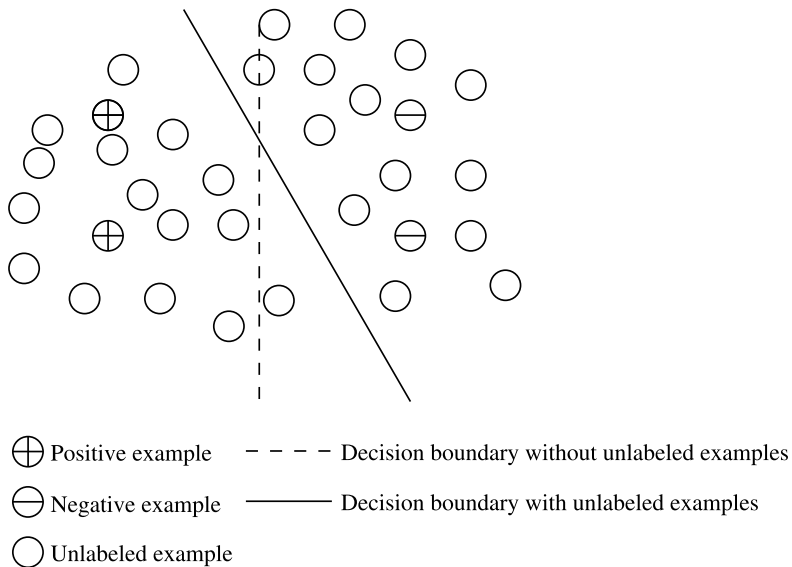 Positive example
Decision boundary without unlabeled examples
Negative example
Decision boundary with unlabeled examples
Unlabeled example